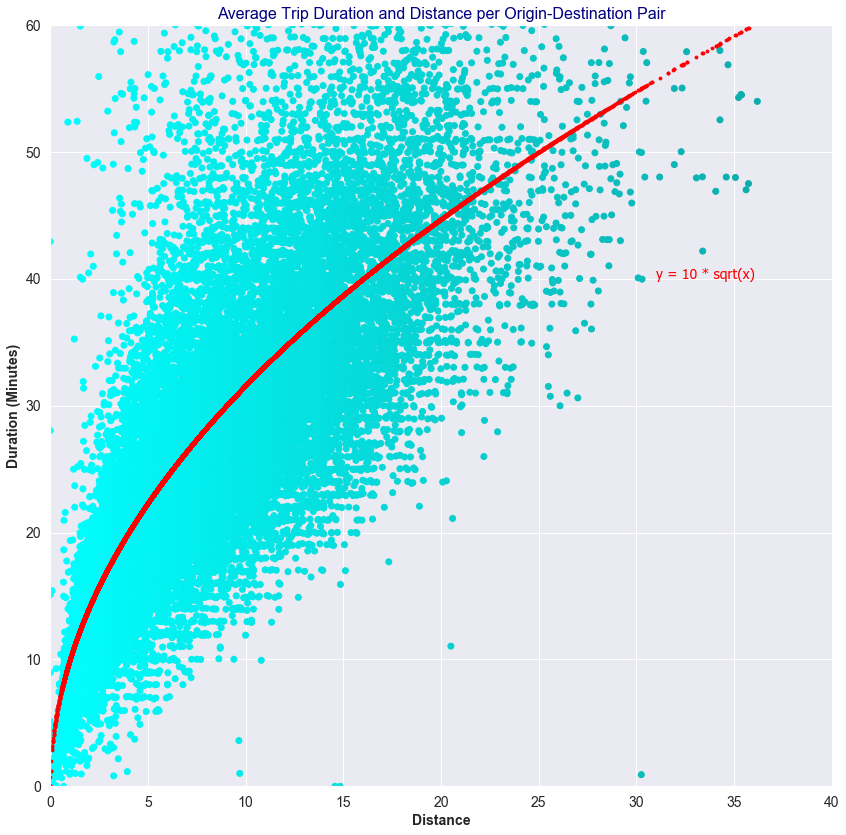 Average Trip Duration and Distance per Origin-Destination Pair
60
50
40
30
20
10
0
Duration (Minutes)
y = 10 * sqrt(x)
0 5 10 15 20 25 30 35 40
Distance